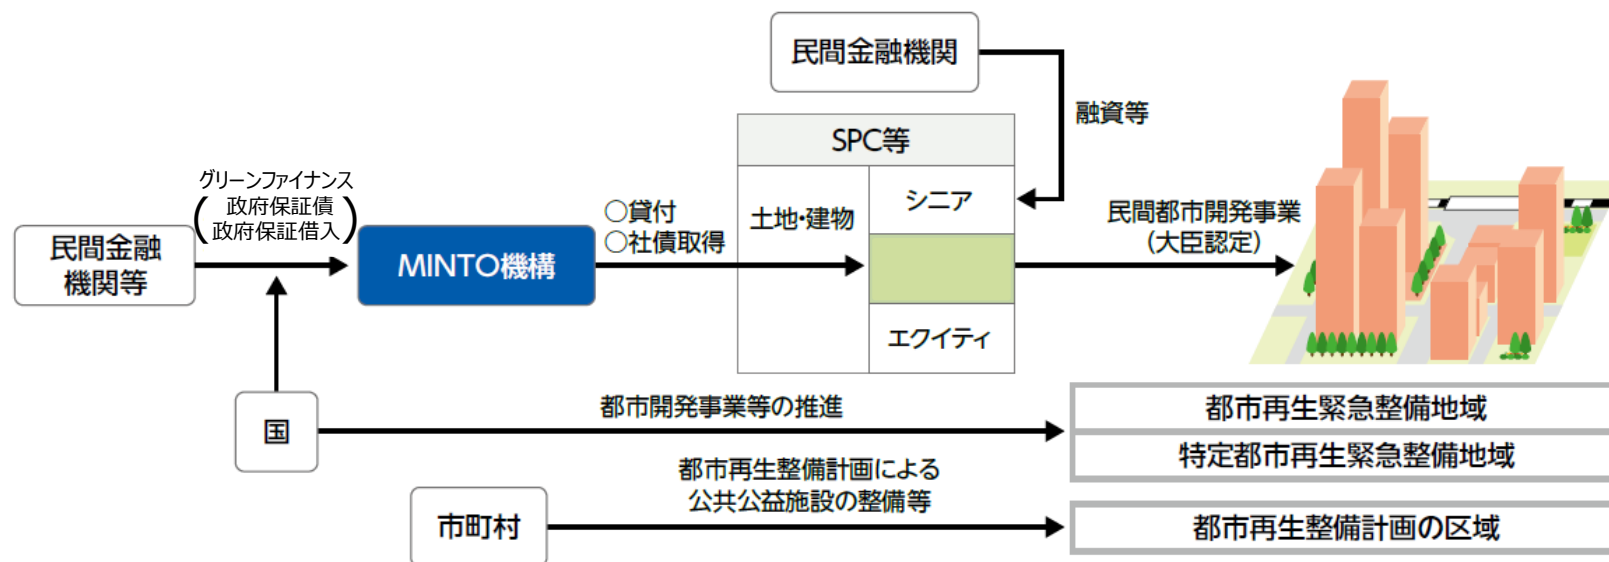 民間金融機関
融資等
SPC等
グリーンファイナンス
(政府保証債
政府保証借入)
○貸付
○社債取得
土地・建物
シニア
民間都市開発事業
(大臣認定)
民間金融
機関等
MINTO機構
エクイティ
国
都市開発事業等の推進
都市再生緊急整備地域
特定都市再生緊急整備地域
都市再生整備計画による
公共公益施設の整備等
市町村
都市再生整備計画の区域